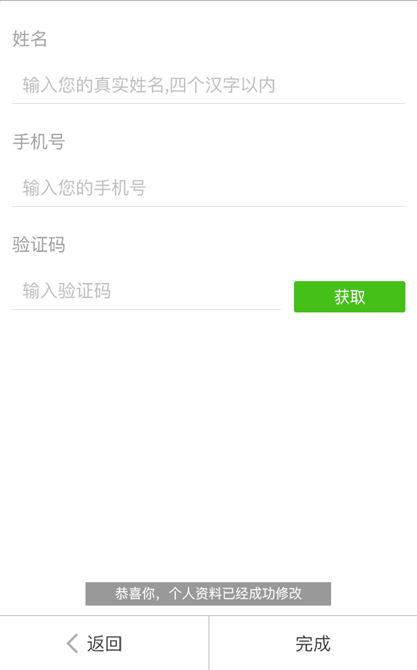 姓名
输入您的真实姓名,四个汉字以内
手机号
输入您的手机号
验证码
输入验证码
获取
恭喜你，个人资料已经成功修改
返回
完成